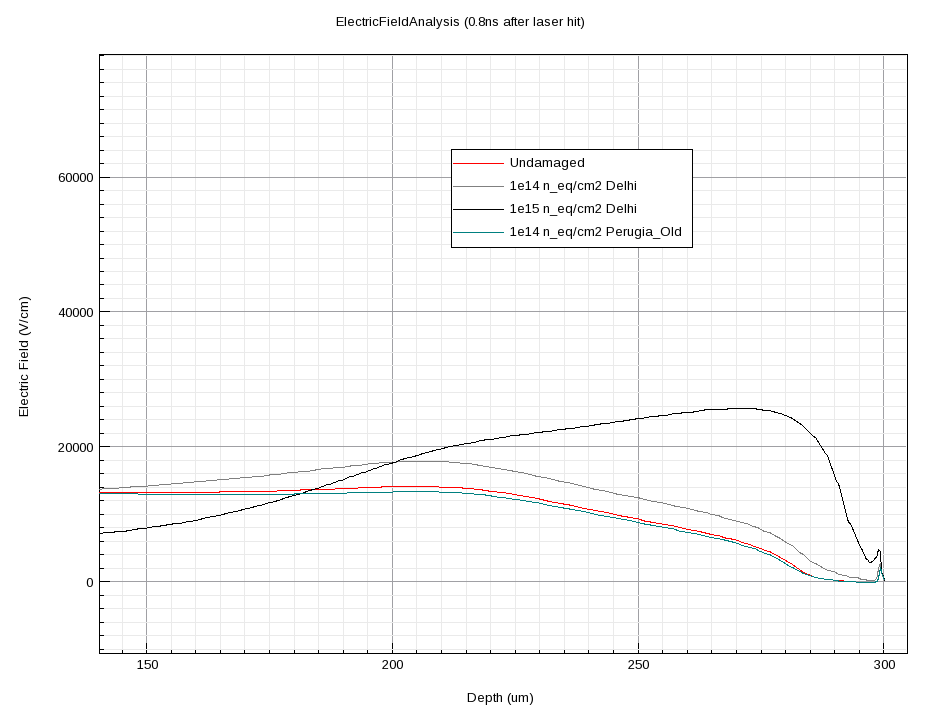 ElectricFieldAnalysis (0.8ns after laser hit)
Undamaged
1e14 n_eq/cm2 Delhi
1e15 n_eq/cm2 Delhi
1e14 n_eq/cm2 Perugia_Old
Electric Field (V/cm)
60000
40000
20000
0
150
200
250
300
Depth (um)